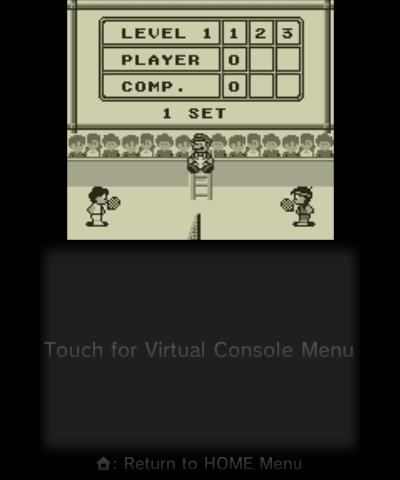 LEVEL 1 1 2 3
PLAYER 0
COMP. 0
1 SET
Touch for Virtual Console Menu
: Return to HOME Menu